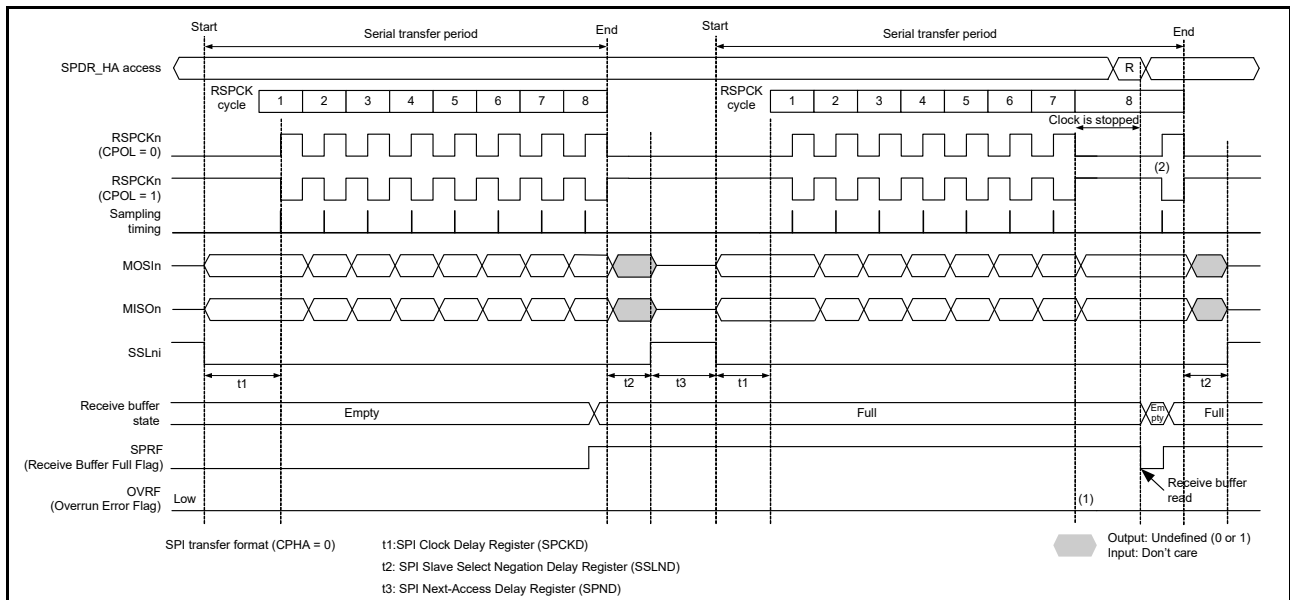 Start Serial transfer period End Start Serial transfer period End
SPDR_HA access R
RSPCK
cycle 1 2 3 4 5 6 7 8 RSPCK
cycle 1 2 3 4 5 6 7 8
Clock is stopped
RSPCKn
(CPOL = 0)
(2)
RSPCKn
(CPOL = 1)
Sampling
timing
MOSIn
MISOn
SSLni
t1 t2 t3 t1 t2
Receive buffer
state Empty Full Em
pty Full
SPRF
(Receive Buffer Full Flag)
Receive buffer
read
OVRF
(Overrun Error Flag) Low (1)
SPI transfer format (CPHA = 0)
t1:SPI Clock Delay Register (SPCKD)
t2: SPI Slave Select Negation Delay Register (SSLND)
t3: SPI Next-Access Delay Register (SPND)
Output: Undefined (0 or 1)
Input: Don't care